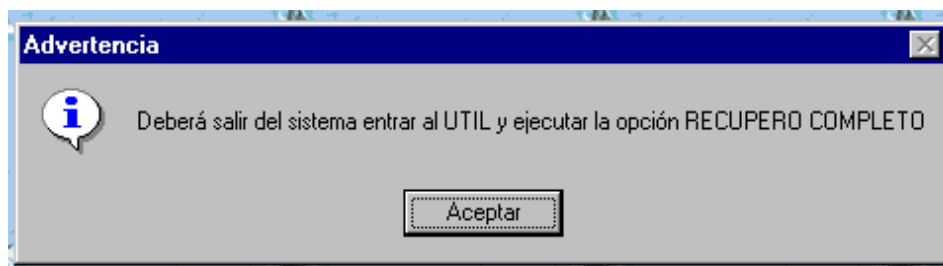 Advertencia
Deberá salir del sistema entrar al UTIL y ejecutar la opción RECUPERO COMPLETO
Aceptar